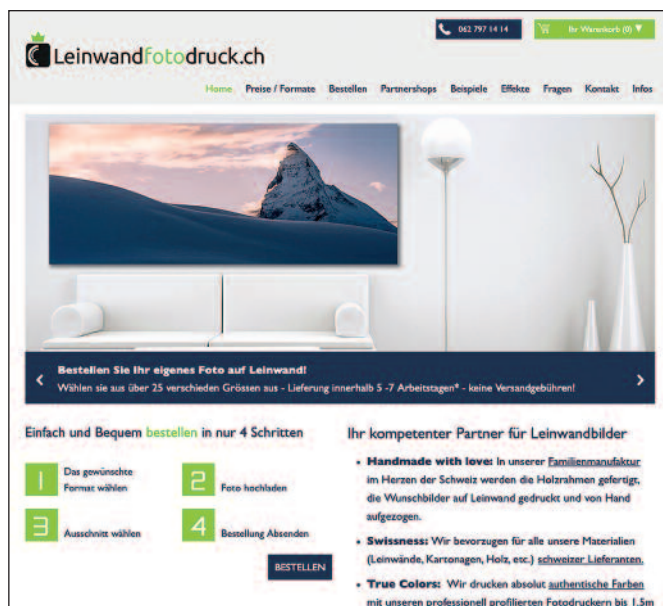 062 797 14 14
Ihr Warenkorb (0) ▼
Leinwandfotodruck.ch
Home Preise / Formate Bestellen Partnershops Beispiele Effekte Fragen Kontakt Infos
Bestellen Sie Ihr eigenes Foto auf Leinwand!
Wählen sie aus über 25 verschieden Grössen aus - Lieferung innerhalb 5 -7 Arbeitstagen* - keine Versandgebühren!
Einfach und Bequem bestellen in nur 4 Schritten
1 Das gewünschte
Format wählen
2 Foto hochladen
3 Ausschnitt wählen
4 Bestellung Absenden
BESTELLEN
Ihr kompetenter Partner für Leinwandbilder
• Handmade with love: In unserer Familienmanufaktur
im Herzen der Schweiz werden die Holzrahmen gefertigt,
die Wunschbilder auf Leinwand gedruckt und von Hand
aufgezogen.
• Swissness: Wir bevorzugen für alle unsere Materialien
(Leinwände, Kartonagen, Holz, etc.) schweizer Lieferanten.
• True Colors: Wir drucken absolut authentische Farben
mit unseren professionell profilierten Fotodruckern bis 1.5m